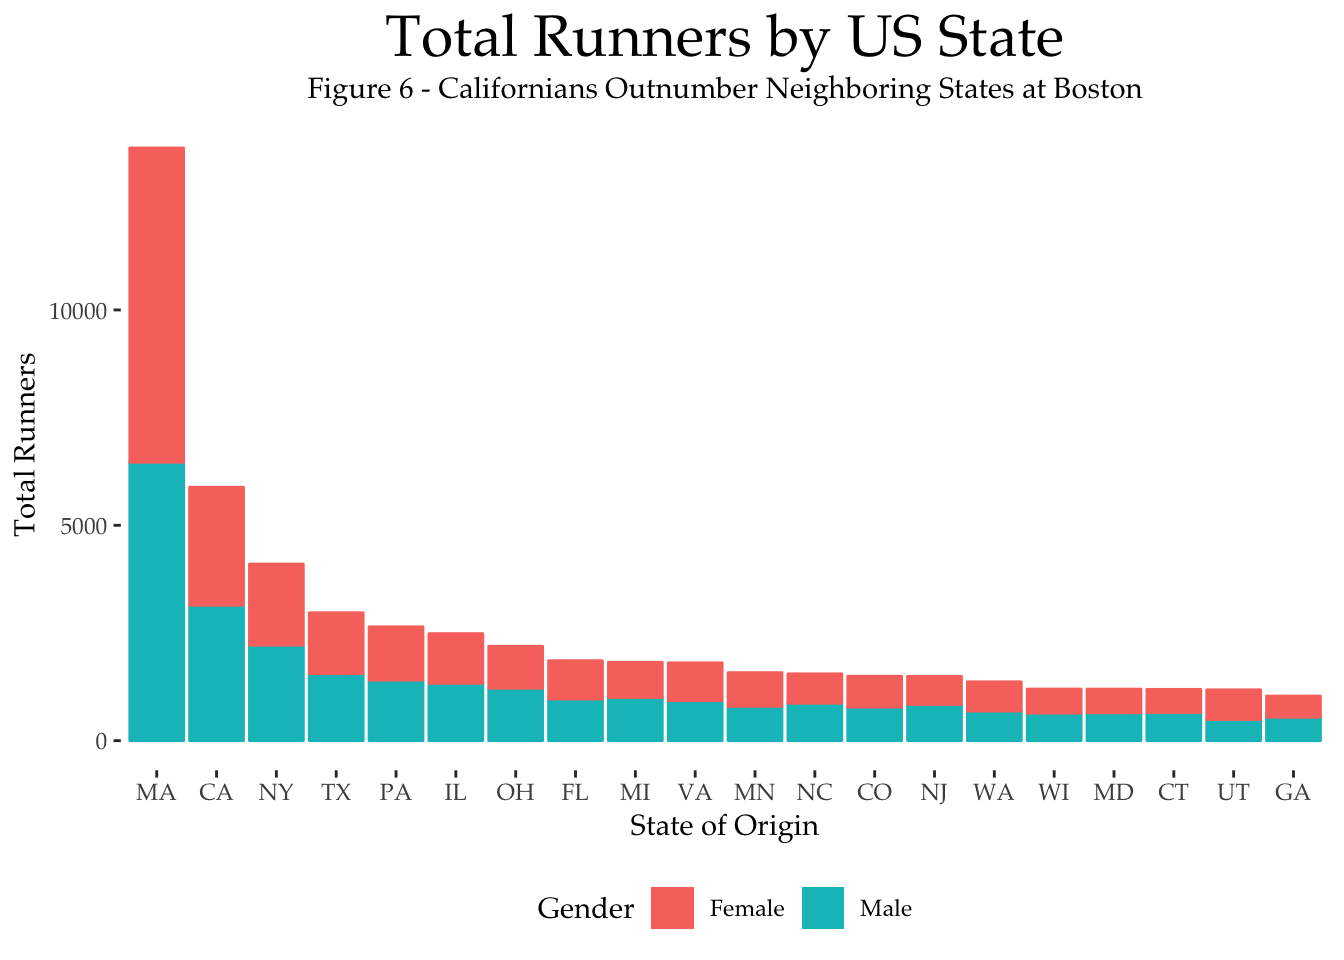 Total Runners by US State
Figure 6 - Californians Outnumber Neighboring States at Boston
Total Runners
10000
5000
0
MA CA NY TX PA IL OH FL MI VA MN NC CO NJ WA WI MD CT UT GA
State of Origin
Gender Female Male